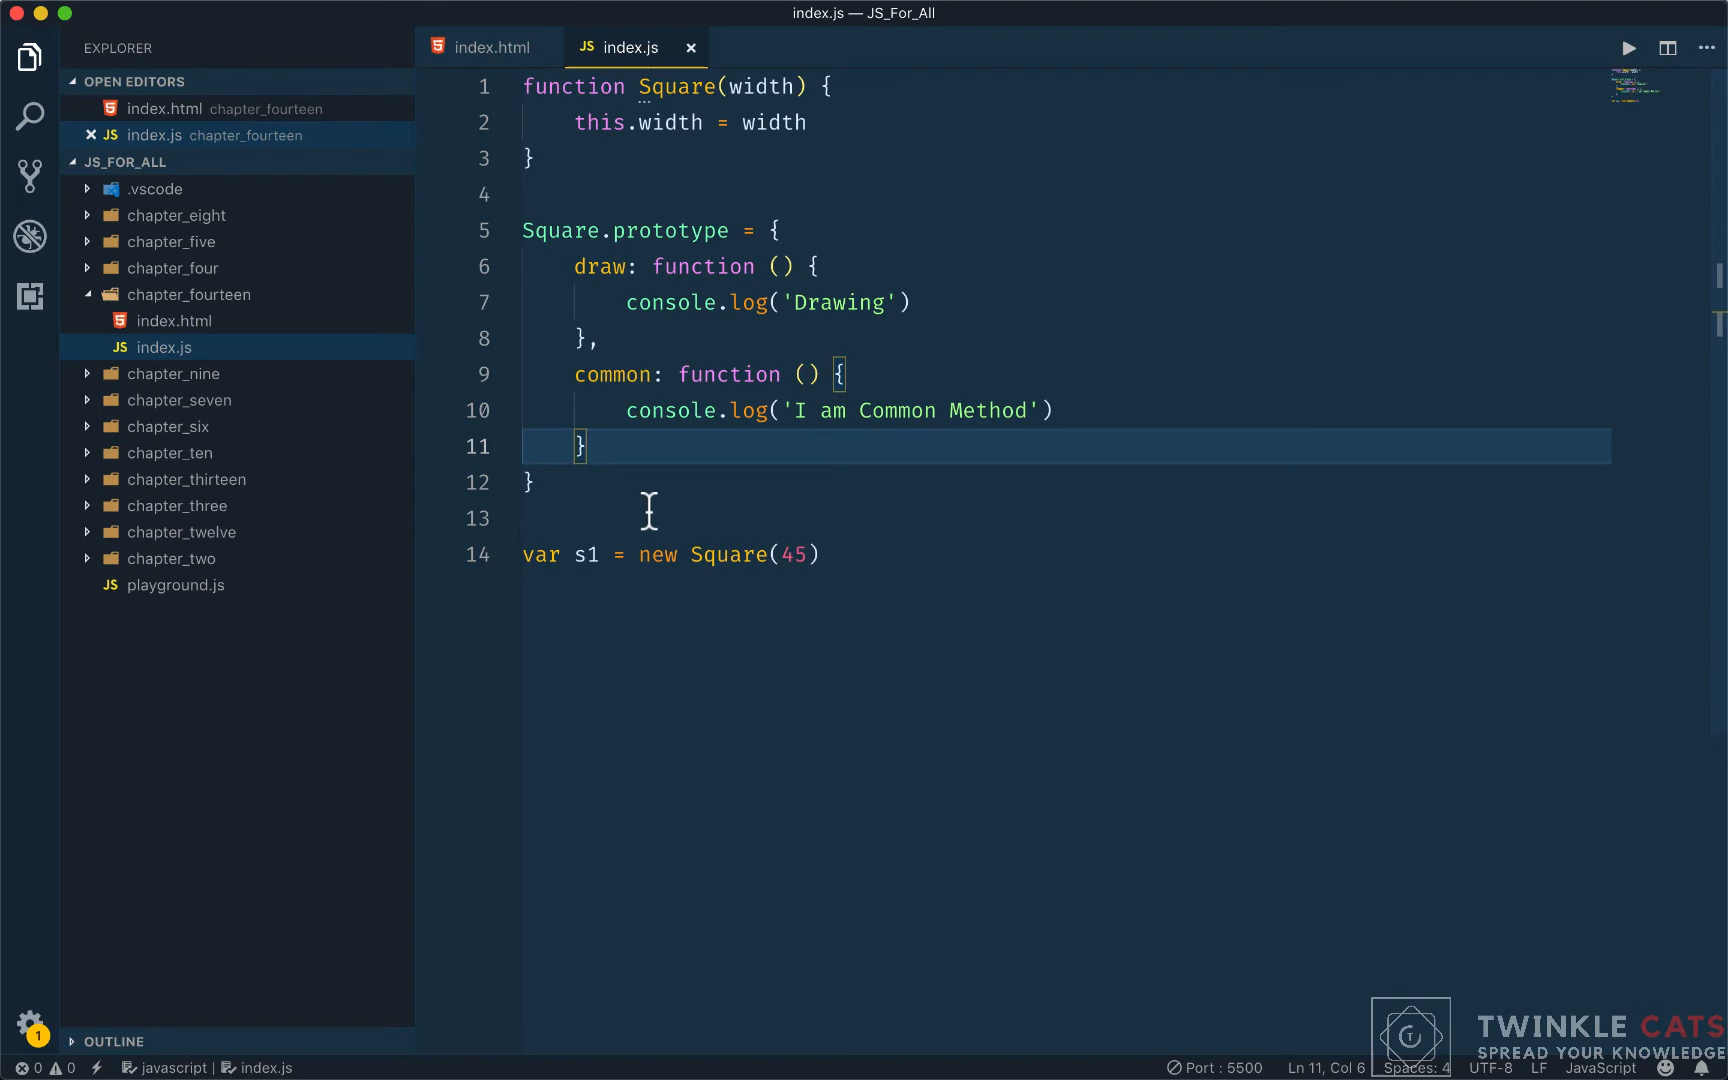 index.js — JS_For_All
EXPLORER
OPEN EDITORS
index.html chapter_fourteen
JS index.js chapter_fourteen
JS_FOR_ALL
.vscode
chapter_eight
chapter_five
chapter_four
chapter_fourteen
index.html
JS index.js
chapter_nine
chapter_seven
chapter_six
chapter_ten
chapter_thirteen
chapter_three
chapter_twelve
chapter_two
JS playground.js
OUTLINE
index.html
JS index.js
1 function Square(width) {
2 this.width = width
3 }
4
5 Square.prototype = {
6 draw: function () {
7 console.log('Drawing')
8 },
9 common: function () {
10 console.log('I am Common Method')
11 }
12 }
13
14 var s1 = new Square(45)
1
TWINKLE CATS
SPREAD YOUR KNOWLEDGE
0 0 javascript | index.js
Port : 5500 Ln 11, Col 6 Spaces: 4 UTF-8 LF JavaScript